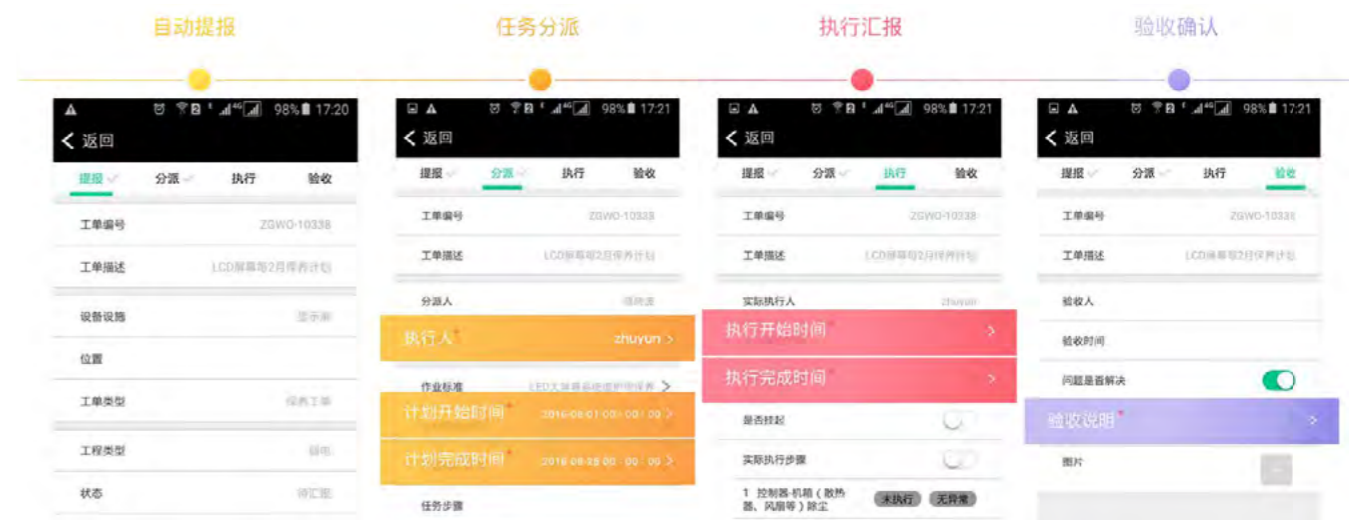 自动提报
任务分派
执行汇报
验收确认
98% 17:20
返回
提报 分派 执行 验收
工单编号 ZGWO-10338
工单描述 LCD屏幕每2月保养计划
设备设施 显示屏
位置
工单类型 保养工单
工程类型 弱电
状态 待汇报
98% 17:21
返回
提报 分派 执行 验收
工单编号 ZGWO-10338
工单描述 LCD屏幕每2月保养计划
分派人
执行人* zhuyun >
作业标准 >
计划开始时间* 2016-08-01 00:00:00 >
计划完成时间* 2016-08-28 00:00:00 >
任务步骤
98% 17:21
返回
提报 分派 执行 验收
工单编号 ZGWO-10338
工单描述 LCD屏幕每2月保养计划
实际执行人 zhuyun
执行开始时间* >
执行完成时间* >
是否挂起
实际执行步骤
1 控制器-机箱(散热
器、风扇等)除尘 未执行 无异常
98% 17:21
返回
提报 分派 执行 验收
工单编号 ZGWO-10338
工单描述 LCD屏幕每2月保养计划
验收人
验收时间
问题是否解决
验收说明* >
图片